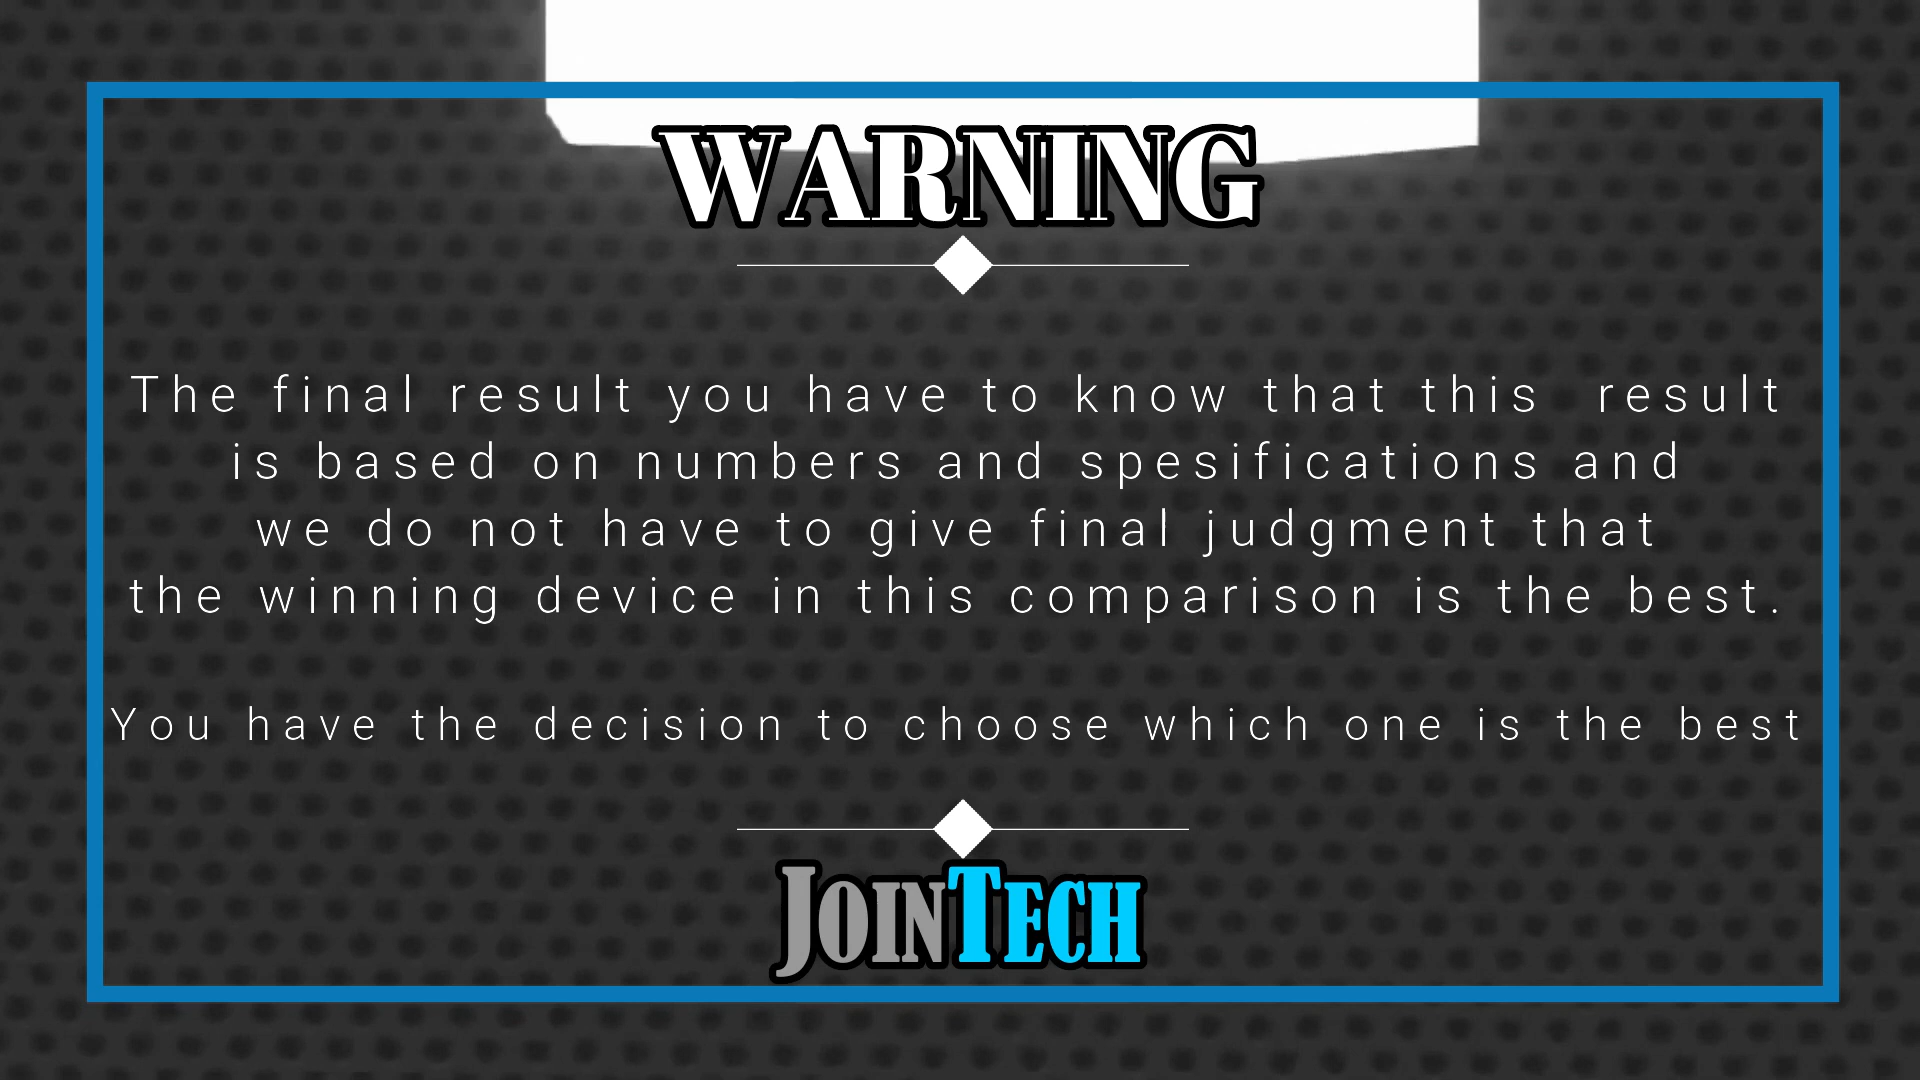 WARNING
The final result you have to know that this result
is based on numbers and spesifications and
we do not have to give final judgment that
the winning device in this comparison is the best.
You have the decision to choose which one is the best
JOINTECH